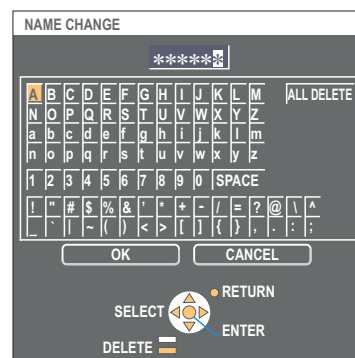 NAME CHANGE
******
A B C D E F G H I J K L M ALL DELETE
N O P Q R S T U V W X Y Z
a b c d e f g h i j k l m
n o p q r s t u v w x y z
1 2 3 4 5 6 7 8 9 0 SPACE
! " # $ % & ' * + - / = ? @ \ ^
_ ` | ~ ( ) < > [ ] { } , . : ;
OK CANCEL
RETURN
SELECT
ENTER
DELETE